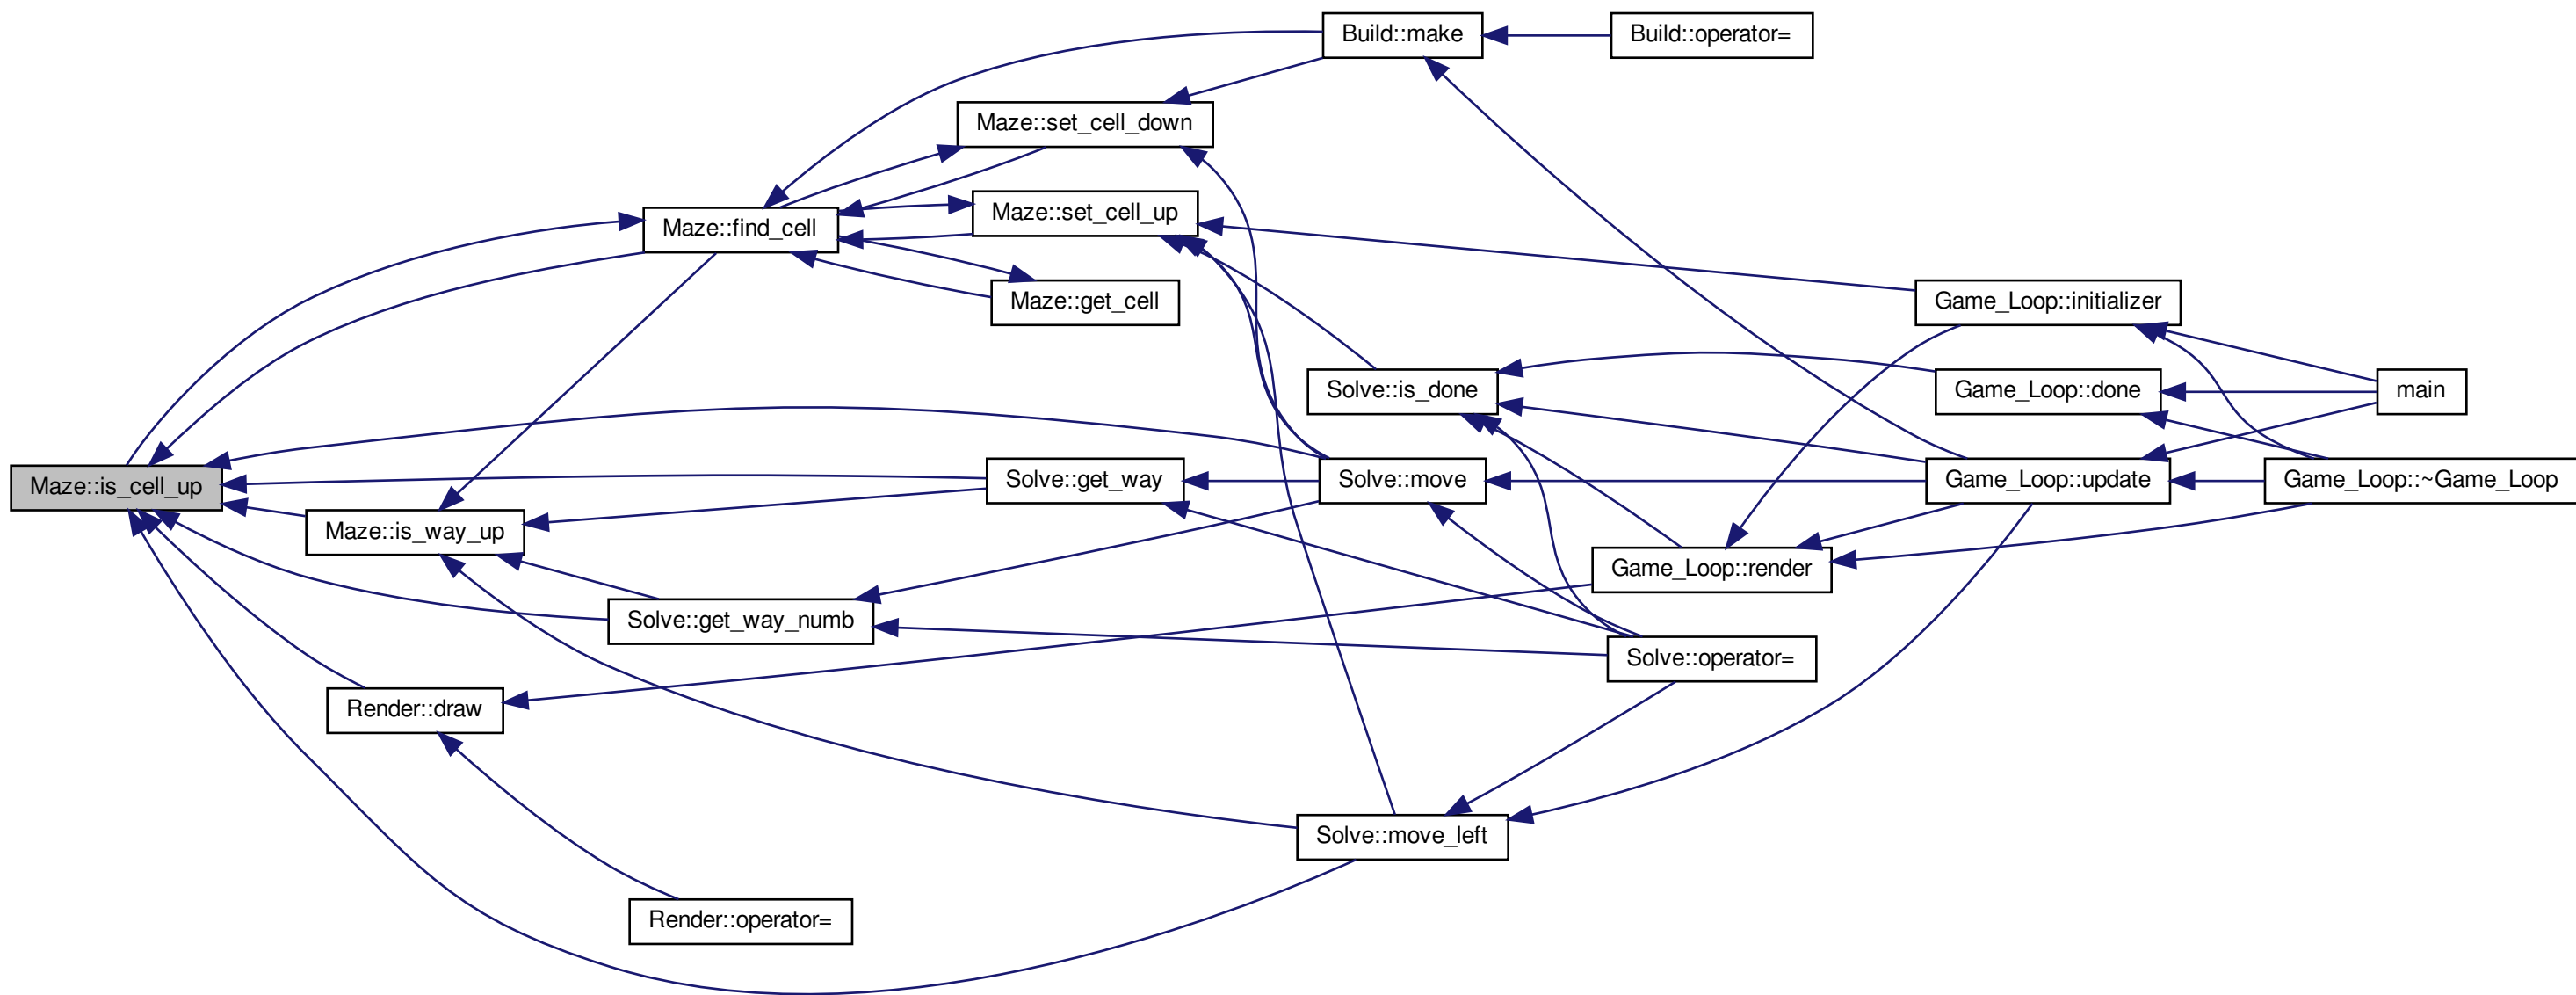 Build::make
Build::operator=
Maze::set_cell_down
Maze::set_cell_up
Maze::find_cell
Maze::get_cell
Game_Loop::initializer
Solve::is_done
Game_Loop::done
main
Maze::is_cell_up
Solve::get_way
Solve::move
Game_Loop::update
Game_Loop::~Game_Loop
Maze::is_way_up
Game_Loop::render
Solve::get_way_numb
Solve::operator=
Render::draw
Solve::move_left
Render::operator=